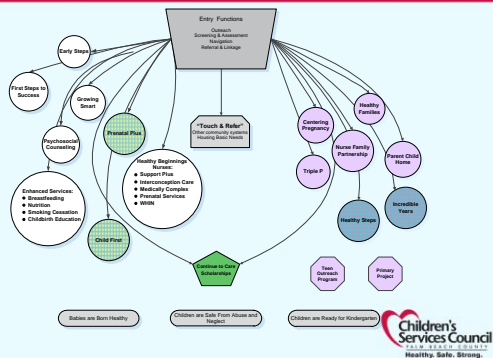 Entry Functions
Outreach
Screening & Assessment
Navigation
Referral & Linkage
Early Steps
First Steps to
Success
Growing
Smart
Prenatal Plus
Psychosocial
Counseling
"Touch & Refer"
Other community systems
Housing Basic Needs
Centering
Pregnancy
Healthy
Families
Nurse Family
Partnership
Parent Child
Home
Triple P
Healthy Beginnings
Nurses:
Support Plus
Interconception Care
Medically Complex
Prenatal Services
WHIN
Enhanced Services:
Breastfeeding
Nutrition
Smoking Cessation
Childbirth Education
Child First
Healthy Steps
Incredible
Years
Continue to Care
Scholarships
Teen
Outreach
Program
Primary
Project
Babies are Born Healthy
Children are Safe From Abuse and
Neglect
Children are Ready for Kindergarten
Children's
Services Council
PALM BEACH COUNTY
Healthy. Safe. Strong.